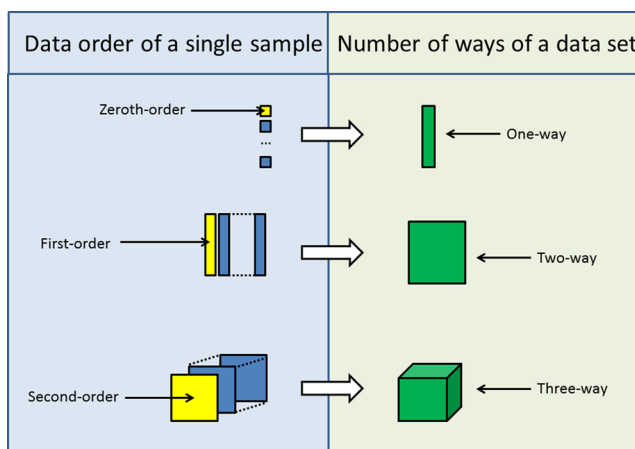 Data order of a single sample
Number of ways of a data set
Zeroth-order
...
One-way
First-order
Two-way
Second-order
Three-way